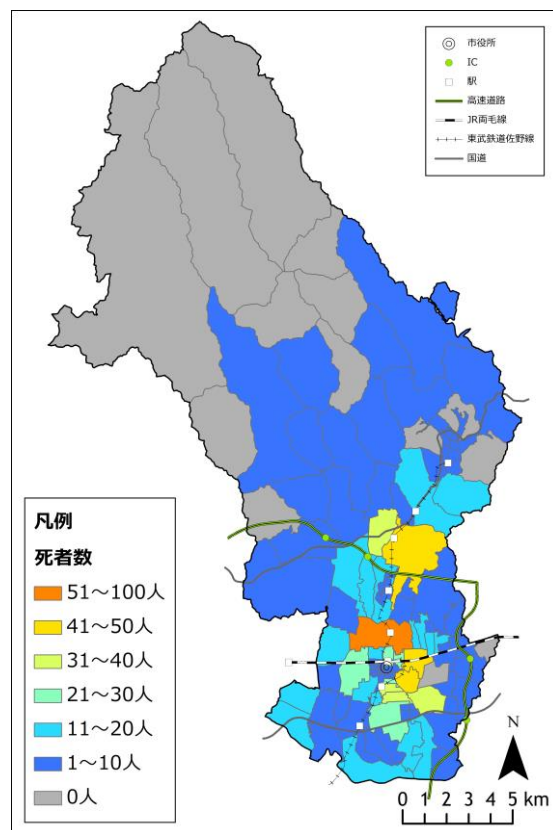 市役所
IC
駅
高速道路
JR両毛線
東武鉄道佐野線
国道
凡例
死者数
51～100人
41～50人
31～40人
21～30人
11～20人
1～10人
0人
N
0 1 2 3 4 5 km